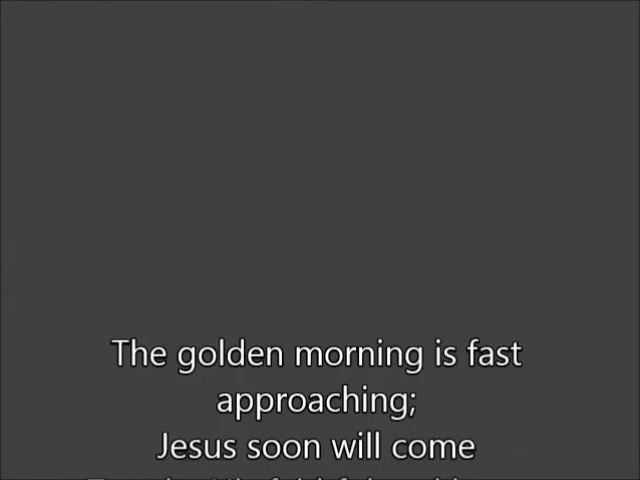 The golden morning is fast
approaching;
Jesus soon will come